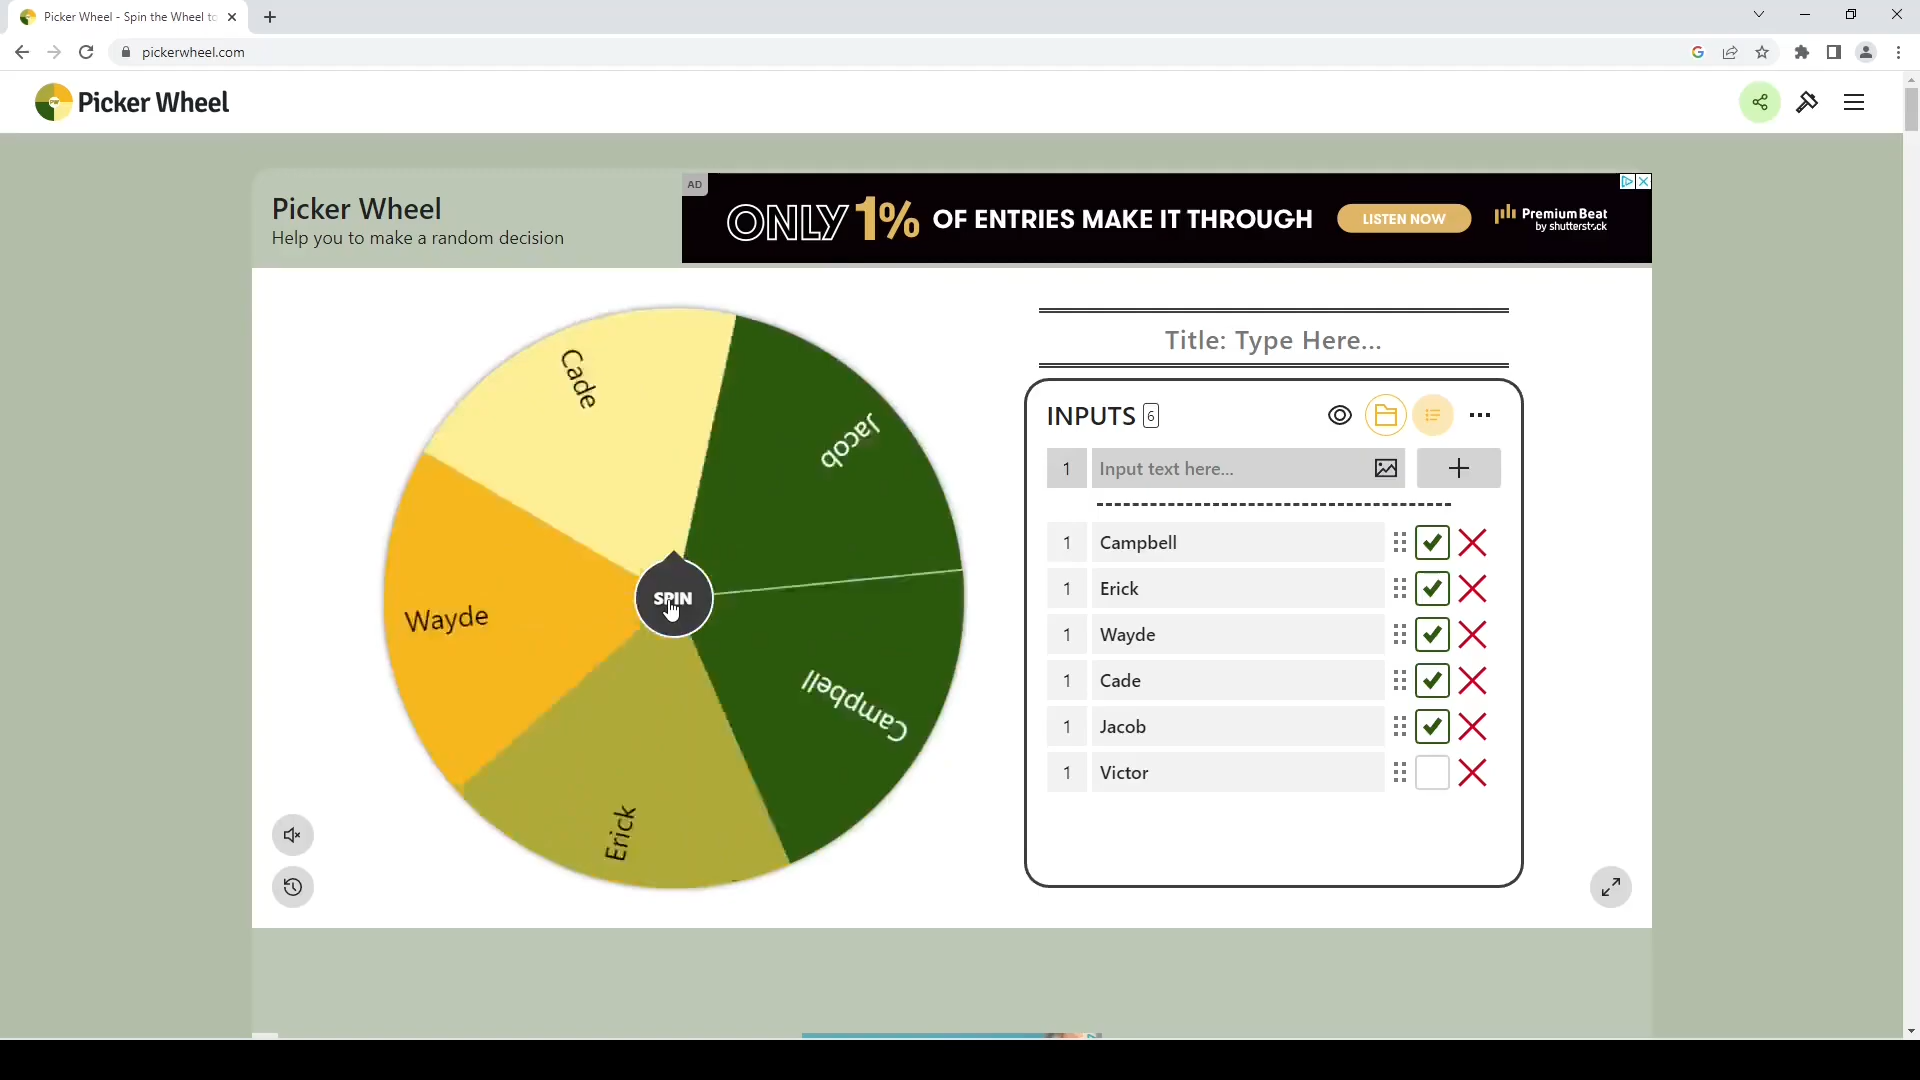 Picker Wheel - Spin the Wheel to
pickerwheel.com
Picker Wheel
Picker Wheel
Help you to make a random decision
AD
ONLY 1% OF ENTRIES MAKE IT THROUGH
LISTEN NOW
PremiumBeat
by shutterstock
Title: Type Here...
INPUTS 6
1 Input text here...
1 Campbell
1 Erick
1 Wayde
1 Cade
1 Jacob
1 Victor
Cade
Jacob
Wayde
SPIN
Campbell
Erick